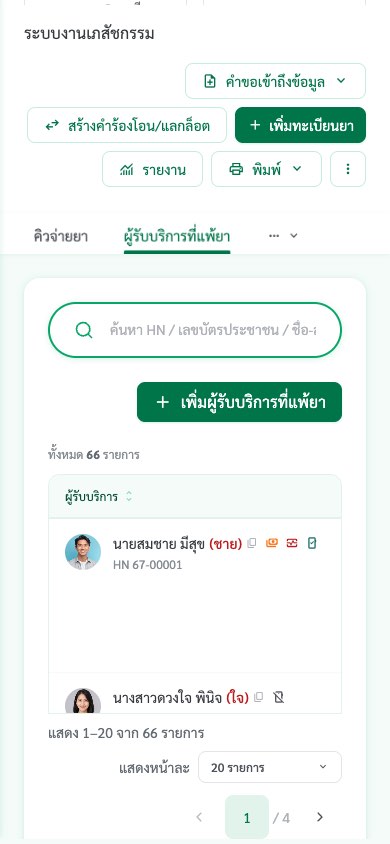 ระบบงานเภสัชกรรม
คำขอเข้าถึงข้อมูล
สร้างคำร้องโอน/แลกล็อต
+ เพิ่มทะเบียนยา
รายงาน
พิมพ์
คิวจ่ายยา
ผู้รับบริการที่แพ้ยา
ค้นหา HN / เลขบัตรประชาชน / ชื่อ-ส
+ เพิ่มผู้รับบริการที่แพ้ยา
ทั้งหมด 66 รายการ
ผู้รับบริการ
นายสมชาย มีสุข (ชาย)
HN 67-00001
นางสาวดวงใจ พินิจ (ใจ)
แสดง 1–20 จาก 66 รายการ
แสดงหน้าละ 20 รายการ
1 / 4